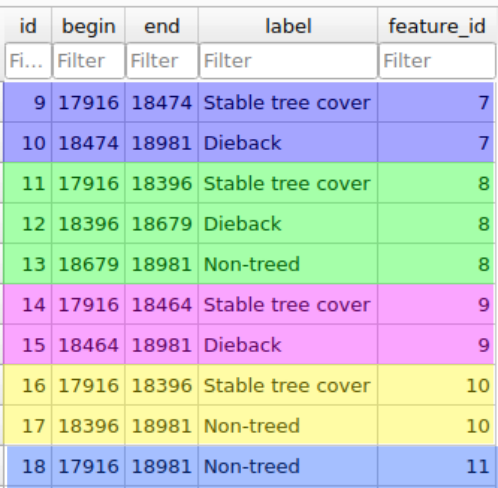 id begin end label feature_id
Fi... Filter Filter Filter Filter
9 17916 18474 Stable tree cover 7
10 18474 18981 Dieback 7
11 17916 18396 Stable tree cover 8
12 18396 18679 Dieback 8
13 18679 18981 Non-treed 8
14 17916 18464 Stable tree cover 9
15 18464 18981 Dieback 9
16 17916 18396 Stable tree cover 10
17 18396 18981 Non-treed 10
18 17916 18981 Non-treed 11